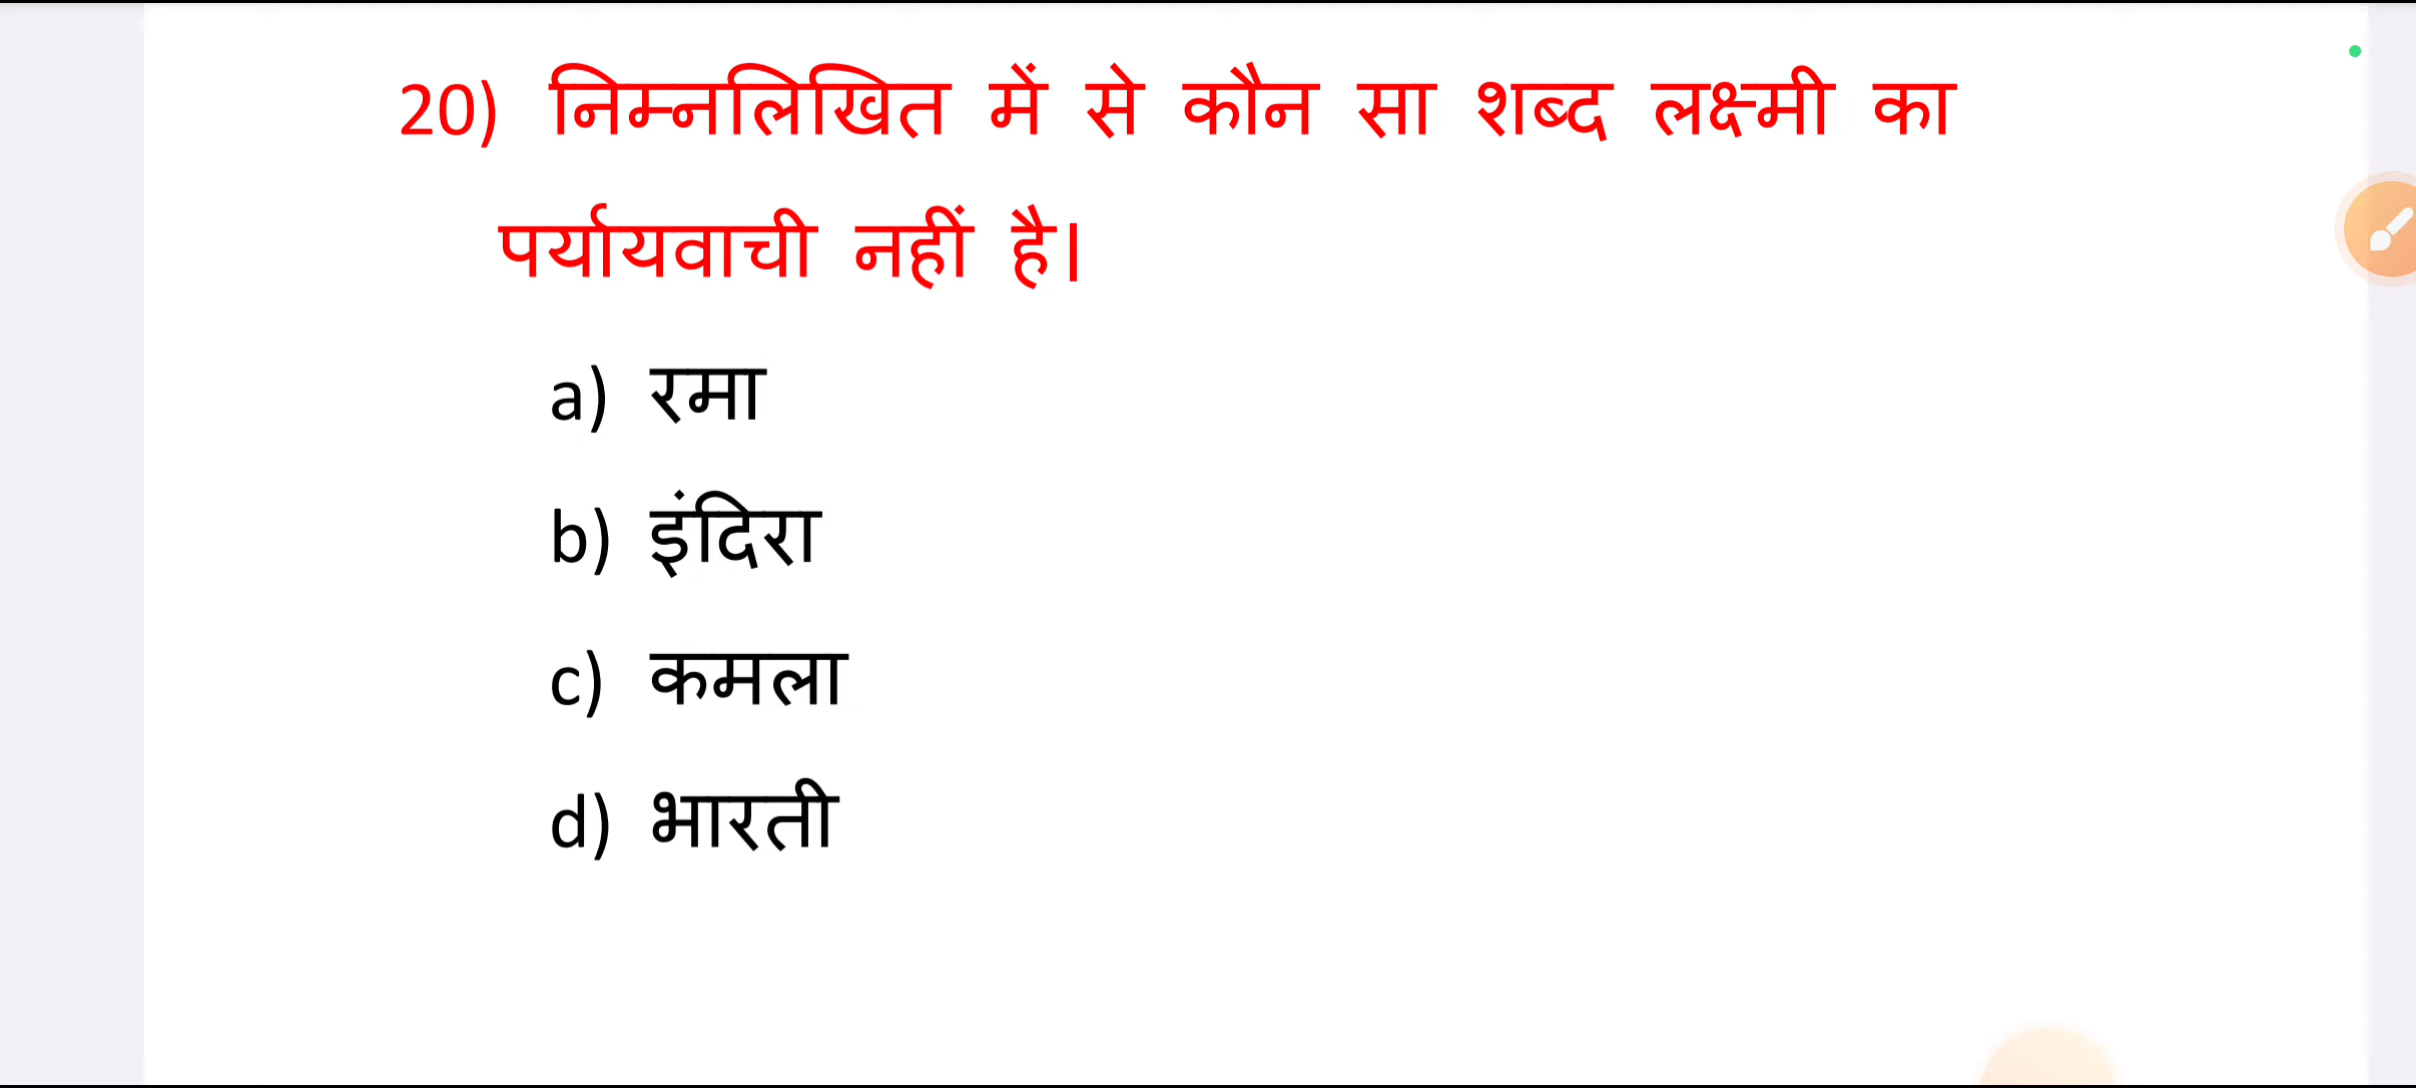 20) निम्नलिखित में से कौन सा शब्द लक्ष्मी का
पर्यायवाची नहीं है।
a) रमा
b) इंदिरा
c) कमला
d) भारती